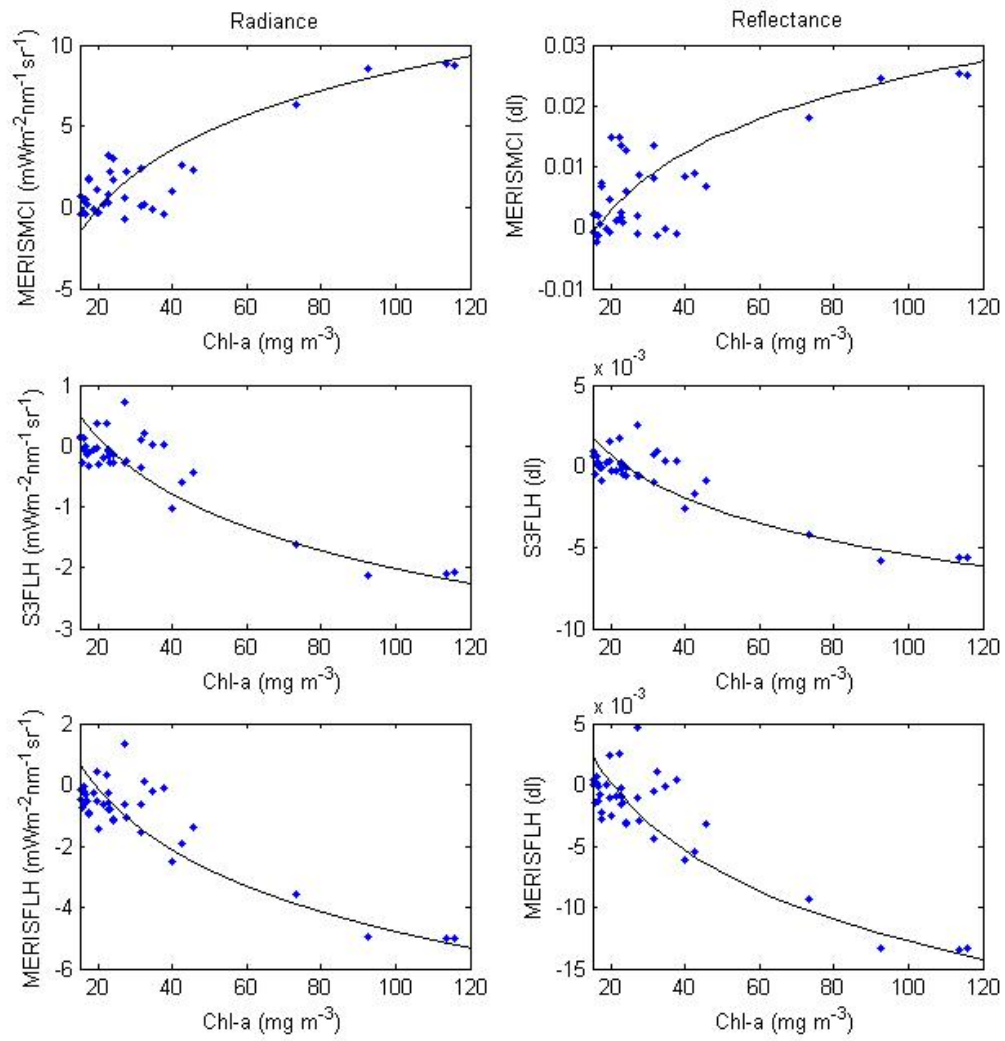 Radiance
10
5
0
-5
20 40 60 80 100 120
MERISMCI (mWm⁻²nm⁻¹sr⁻¹)
Chl-a (mg m⁻³)
Reflectance
0.03
0.02
0.01
0
-0.01
20 40 60 80 100 120
MERISMCI (dl)
Chl-a (mg m⁻³)
1
0
-1
-2
-3
20 40 60 80 100 120
S3FLH (mWm⁻²nm⁻¹sr⁻¹)
Chl-a (mg m⁻³)
x 10⁻³
5
0
-5
-10
20 40 60 80 100 120
S3FLH (dl)
Chl-a (mg m⁻³)
2
0
-2
-4
-6
20 40 60 80 100 120
MERISFLH (mWm⁻²nm⁻¹sr⁻¹)
Chl-a (mg m⁻³)
x 10⁻³
5
0
-5
-10
-15
20 40 60 80 100 120
MERISFLH (dl)
Chl-a (mg m⁻³)